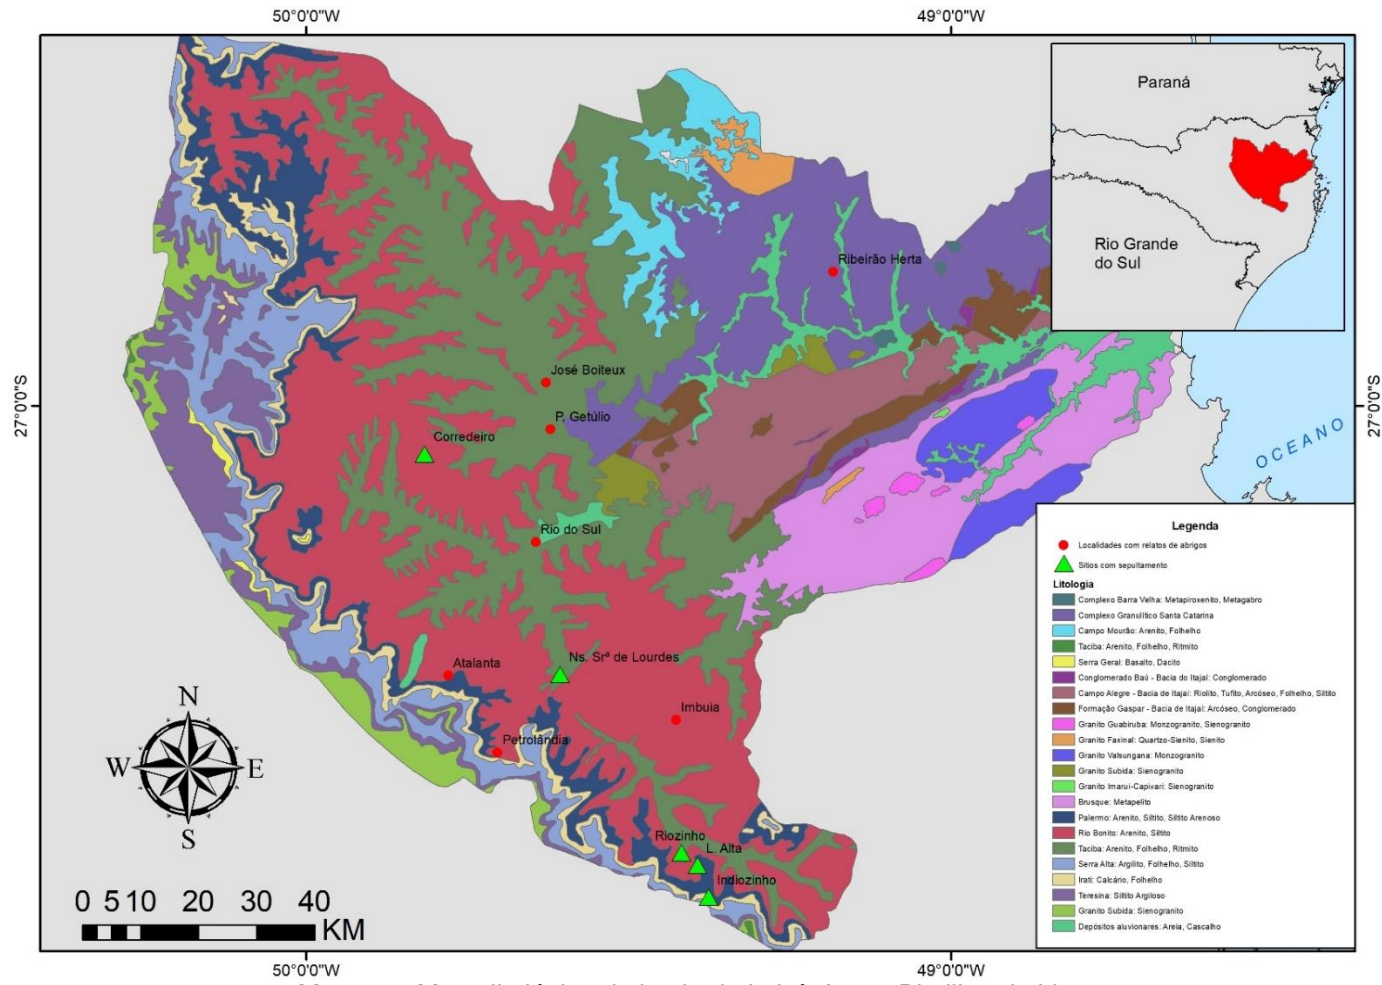 50°0'0"W
49°0'0"W
Paraná
Rio Grande
do Sul
Ribeirão Herta
José Boiteux
P. Getúlio
27°0'0"S
27°0'0"S
Corredeiro
OCEANO
Rio do Sul
Ns. Srª de Lourdes
Atalanta
Imbuia
Petrolândia
N
W
E
S
Riozinho
L. Alta
Indiozinho
0 5 10 20 30 40
KM
Legenda
Localidades com relatos de abrigos
Sitios com sepultamento
Litologia
Complexo Barra Velha: Metapiroxenito, Metagabro
Complexo Granulítico Santa Catarina
Campo Mourão: Arenito, Folhelho
Taciba: Arenito, Folhelho, Ritmito
Serra Geral: Basalto, Dacito
Conglomerado Baú - Bacia do Itajaí: Conglomerado
Campo Alegre - Bacia de Itajaí: Riolito, Tufito, Arcóseo, Folhelho, Siltito
Formação Gaspar - Bacia de Itajaí: Arcóseo, Conglomerado
Granito Guabiruba: Monzogranito, Sienogranito
Granito Faxinal: Quartzo-Sienito, Sienito
Granito Valsungana: Monzogranito
Granito Subida: Sienogranito
Granito Imaruí-Capivari: Sienogranito
Brusque: Metapelito
Palermo: Arenito, Siltito, Siltito Arenoso
Rio Bonito: Arenito, Siltito
Taciba: Arenito, Folhelho, Ritmito
Serra Alta: Argilito, Folhelho, Siltito
Irati: Calcário, Folhelho
Teresina: Siltito Argiloso
Granito Subida: Sienogranito
Depósitos aluvionares: Areia, Cascalho
50°0'0"W
49°0'0"W